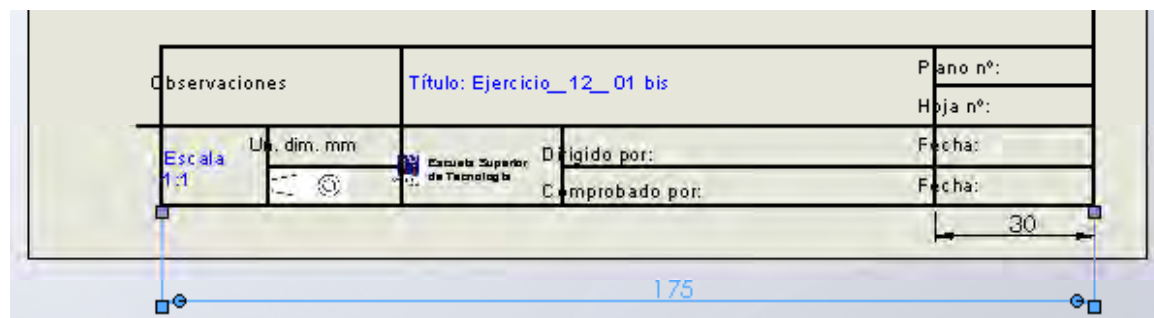 Observaciones
Título: Ejercicio_12_01 bis
Plano nº:
Hoja nº:
Escala
1:1
Un. dim. mm
Escuela Superior
de Tecnología
Dirigido por:
Comprobado por:
Fecha:
Fecha:
30
175